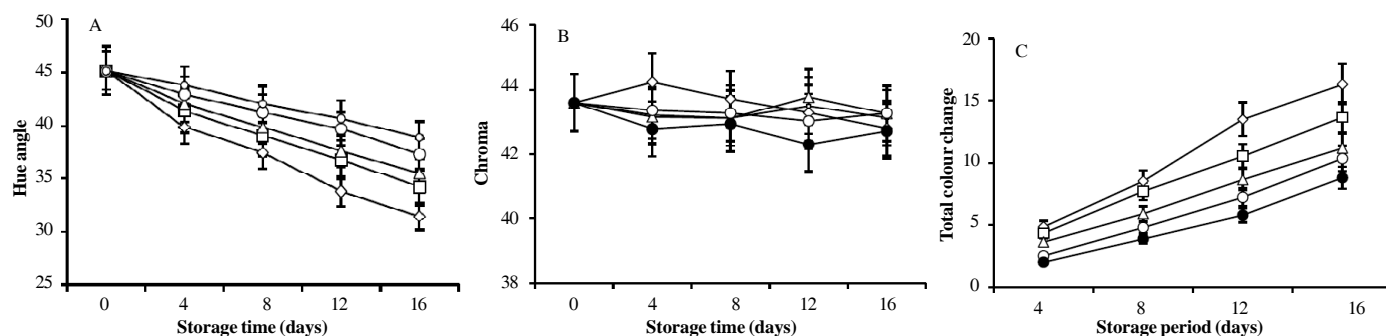 A
50
45
40
35
30
25
Hue angle
0 4 8 12 16
Storage time (days)
B
46
44
42
40
38
Chroma
0 4 8 12 16
Storage time (days)
C
20
15
10
5
0
Total colour change
4 8 12 16
Storage period (days)